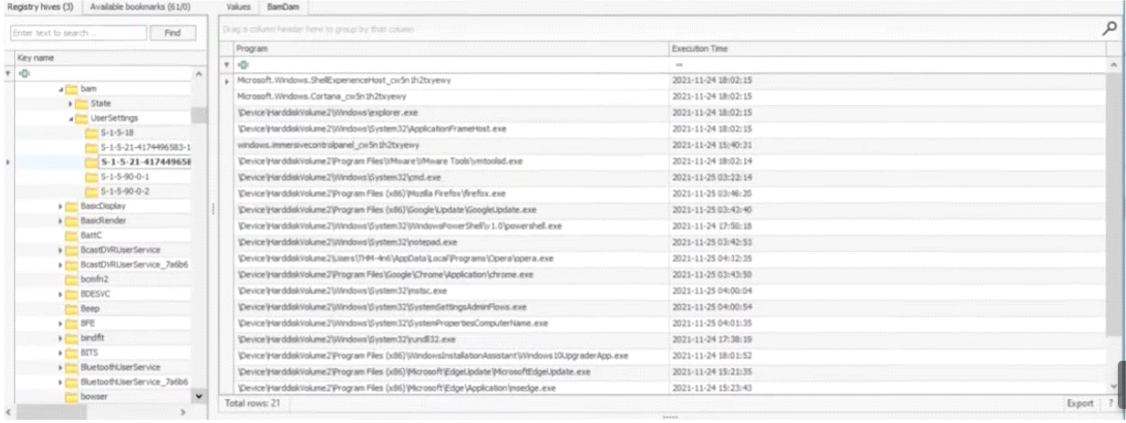 Registry hives (3) Available bookmarks (61/0)
Enter text to search... Find
Key name
bam
State
UserSettings
S-1-5-18
S-1-5-21-4174496583-1
S-1-5-21-417449658
S-1-5-90-0-1
S-1-5-90-0-2
BasicDisplay
BasicRender
BattC
BcastDVRUserService
BcastDVRUserService_7a6b6
bcmfn2
BDESVC
Beep
BFE
bindflt
BITS
BluetoothUserService
BluetoothUserService_7a6b6
bowser
Values BamDam
Drag a column header here to group by that column
Program Execution Time
Microsoft.Windows.ShellExperienceHost_cw5n1h2txyewy 2021-11-24 18:02:15
Microsoft.Windows.Cortana_cw5n1h2txyewy 2021-11-24 18:02:15
\Device\HarddiskVolume2\Windows\explorer.exe 2021-11-24 18:02:15
\Device\HarddiskVolume2\Windows\System32\ApplicationFrameHost.exe 2021-11-24 18:02:15
windows.immersivecontrolpanel_cw5n1h2txyewy 2021-11-24 15:40:31
\Device\HarddiskVolume2\Program Files\VMware\VMware Tools\vmtoolsd.exe 2021-11-24 18:02:14
\Device\HarddiskVolume2\Windows\System32\cmd.exe 2021-11-25 03:22:14
\Device\HarddiskVolume2\Program Files (x86)\Mozilla Firefox\firefox.exe 2021-11-25 03:46:20
\Device\HarddiskVolume2\Program Files (x86)\Google\Update\GoogleUpdate.exe 2021-11-25 03:43:40
\Device\HarddiskVolume2\Windows\System32\WindowsPowerShell\v1.0\powershell.exe 2021-11-24 17:50:18
\Device\HarddiskVolume2\Windows\System32\notepad.exe 2021-11-25 03:42:53
\Device\HarddiskVolume2\Users\THM-4n6\AppData\Local\Programs\Opera\opera.exe 2021-11-25 04:12:35
\Device\HarddiskVolume2\Program Files\Google\Chrome\Application\chrome.exe 2021-11-25 03:43:50
\Device\HarddiskVolume2\Windows\System32\mstsc.exe 2021-11-25 04:00:04
\Device\HarddiskVolume2\Windows\System32\SystemSettingsAdminFlows.exe 2021-11-25 04:00:54
\Device\HarddiskVolume2\Windows\System32\SystemPropertiesComputerName.exe 2021-11-25 04:01:35
\Device\HarddiskVolume2\Windows\System32\rundll32.exe 2021-11-24 17:38:19
\Device\HarddiskVolume2\Program Files (x86)\WindowsInstallationAssistant\Windows10UpgraderApp.exe 2021-11-24 18:01:52
\Device\HarddiskVolume2\Program Files (x86)\Microsoft\EdgeUpdate\MicrosoftEdgeUpdate.exe 2021-11-24 15:21:35
\Device\HarddiskVolume2\Program Files (x86)\Microsoft\Edge\Application\msedge.exe 2021-11-24 15:23:43
Total rows: 21 Export ?